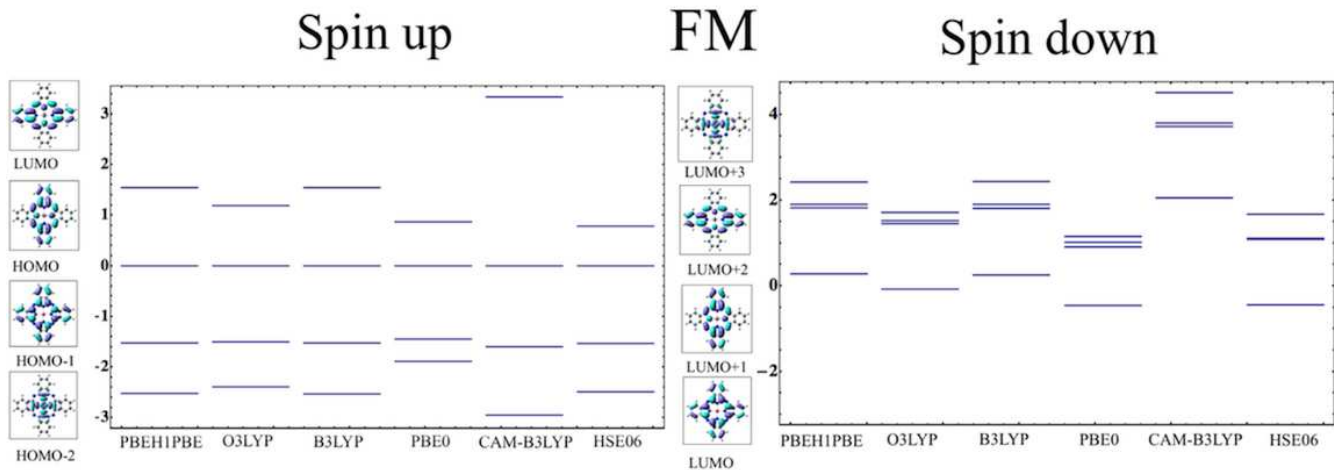 Spin up FM Spin down
LUMO
HOMO
HOMO-1
HOMO-2
3
2
1
0
-1
-2
-3
PBEH1PBE O3LYP B3LYP PBE0 CAM-B3LYP HSE06
LUMO+3
LUMO+2
LUMO+1
LUMO
4
2
0
−2
PBEH1PBE O3LYP B3LYP PBE0 CAM-B3LYP HSE06